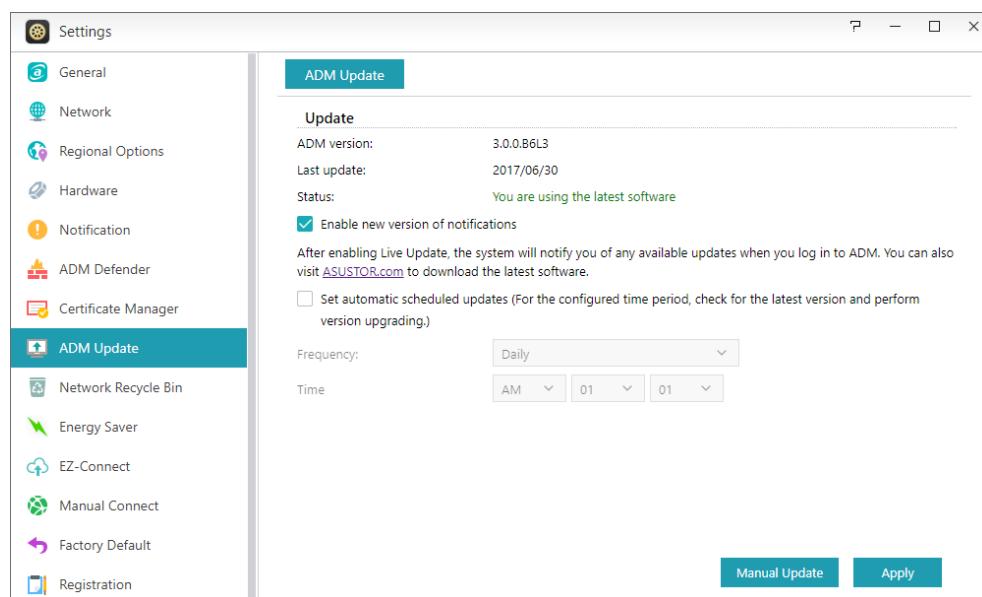 Settings
General
Network
Regional Options
Hardware
Notification
ADM Defender
Certificate Manager
ADM Update
Network Recycle Bin
Energy Saver
EZ-Connect
Manual Connect
Factory Default
Registration
ADM Update
Update
ADM version: 3.0.0.B6L3
Last update: 2017/06/30
Status: You are using the latest software
Enable new version of notifications
After enabling Live Update, the system will notify you of any available updates when you log in to ADM. You can also
visit ASUSTOR.com to download the latest software.
Set automatic scheduled updates (For the configured time period, check for the latest version and perform
version upgrading.)
Frequency: Daily
Time AM 01 01
Manual Update Apply